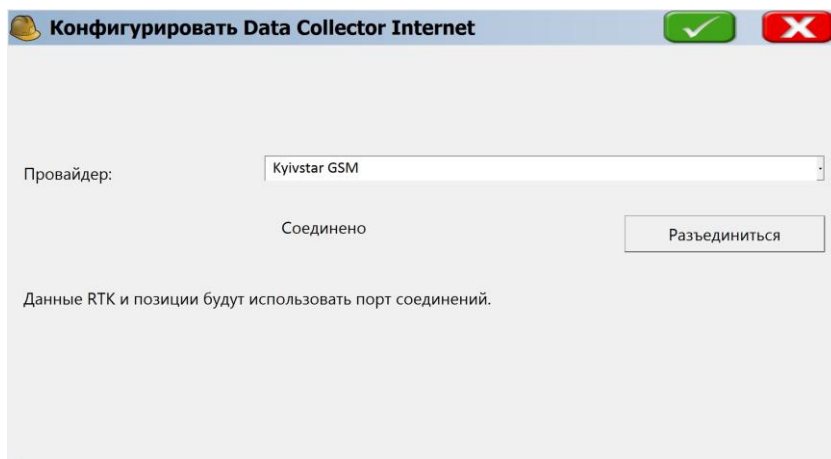 Конфигурировать Data Collector Internet
Провайдер:
Kyivstar GSM
Соединено
Разъединиться
Данные RTK и позиции будут использовать порт соединений.